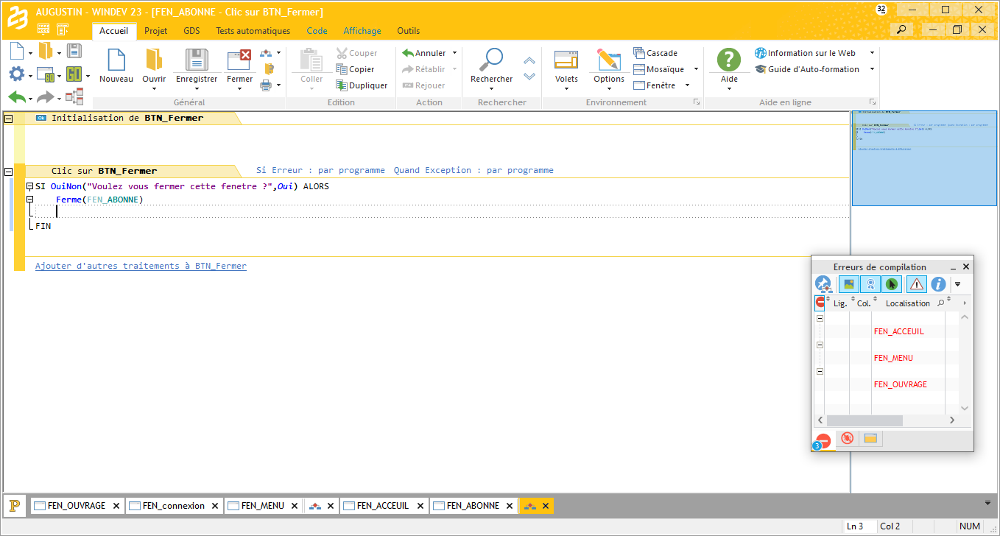 AUGUSTIN - WINDEV 23 - [FEN_ABONNE - Clic sur BTN_Fermer]
32
Accueil Projet GDS Tests automatiques Code Affichage Outils
Nouveau Ouvrir Enregistrer Fermer
Général
Coller
Couper
Copier
Dupliquer
Edition
Annuler
Rétablir
Rejouer
Action
Rechercher
Rechercher
Volets Options
Cascade
Mosaïque
Fenêtre
Environnement
Aide
Information sur le Web
Guide d'Auto-formation
Aide en ligne
Initialisation de BTN_Fermer
Clic sur BTN_Fermer Si Erreur : par programme Quand Exception : par programme
SI OuiNon("Voulez vous fermer cette fenetre ?",Oui) ALORS
Ferme(FEN_ABONNE)
FIN
Ajouter d'autres traitements à BTN_Fermer
Erreurs de compilation
Lig. Col. Localisation
FEN_ACCEUIL
FEN_MENU
FEN_OUVRAGE
3
FEN_OUVRAGE FEN_connexion FEN_MENU FEN_ACCEUIL FEN_ABONNE
Ln 3 Col 2 NUM